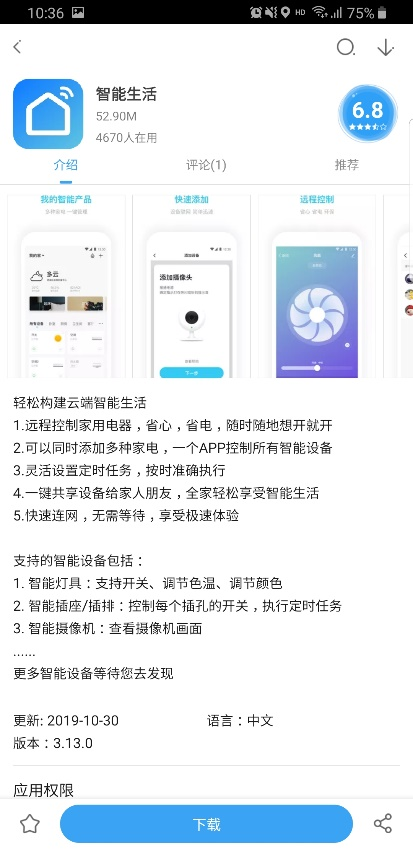 10:36
HD
75%
智能生活
52.90M
4670人在用
6.8
介绍
评论(1)
推荐
我的智能产品
快速添加
远程控制
多云
添加设备
添加摄像头
下一步
轻松构建云端智能生活
1.远程控制家用电器，省心，省电，随时随地想开就开
2.可以同时添加多种家电，一个APP控制所有智能设备
3.灵活设置定时任务，按时准确执行
4.一键共享设备给家人朋友，全家轻松享受智能生活
5.快速连网，无需等待，享受极速体验
支持的智能设备包括：
1. 智能灯具：支持开关、调节色温、调节颜色
2. 智能插座/插排：控制每个插孔的开关，执行定时任务
3. 智能摄像机：查看摄像机画面
......
更多智能设备等待您去发现
更新: 2019-10-30
语言：中文
版本：3.13.0
应用权限
下载